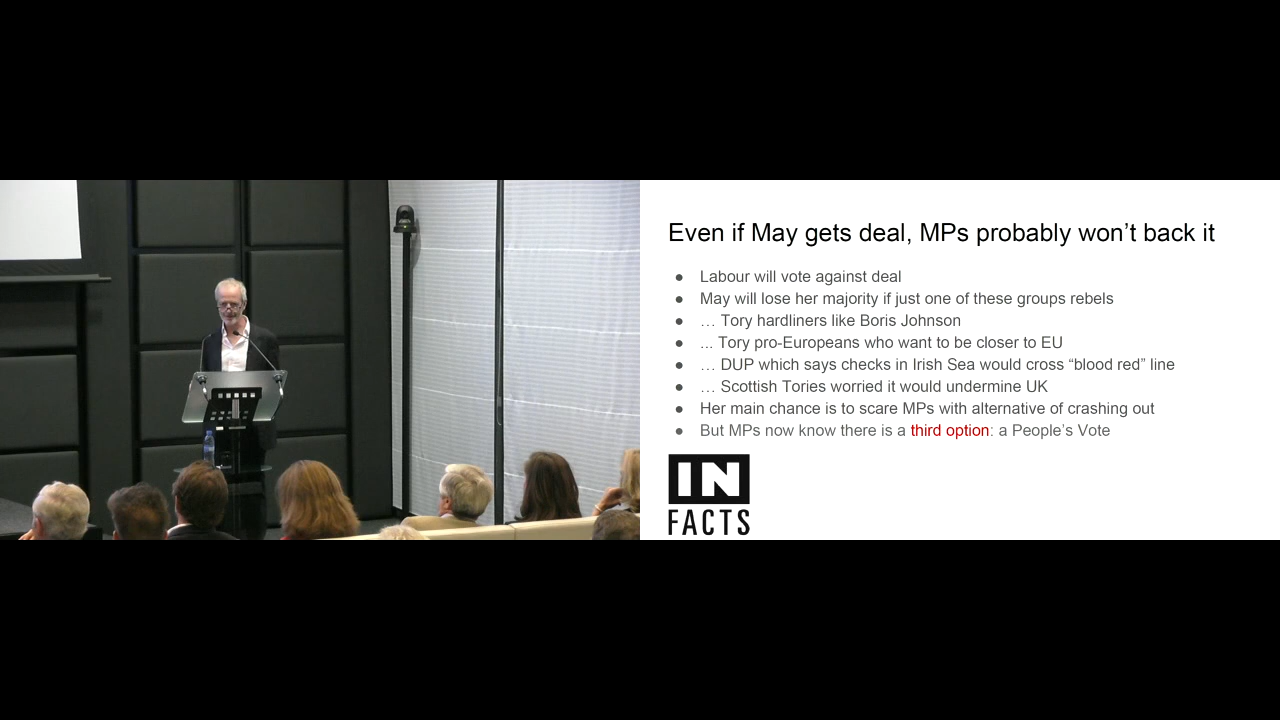 Even if May gets deal, MPs probably won’t back it
● Labour will vote against deal
● May will lose her majority if just one of these groups rebels
● … Tory hardliners like Boris Johnson
● ... Tory pro-Europeans who want to be closer to EU
● … DUP which says checks in Irish Sea would cross “blood red” line
● … Scottish Tories worried it would undermine UK
● Her main chance is to scare MPs with alternative of crashing out
● But MPs now know there is a third option: a People’s Vote
IN
FACTS